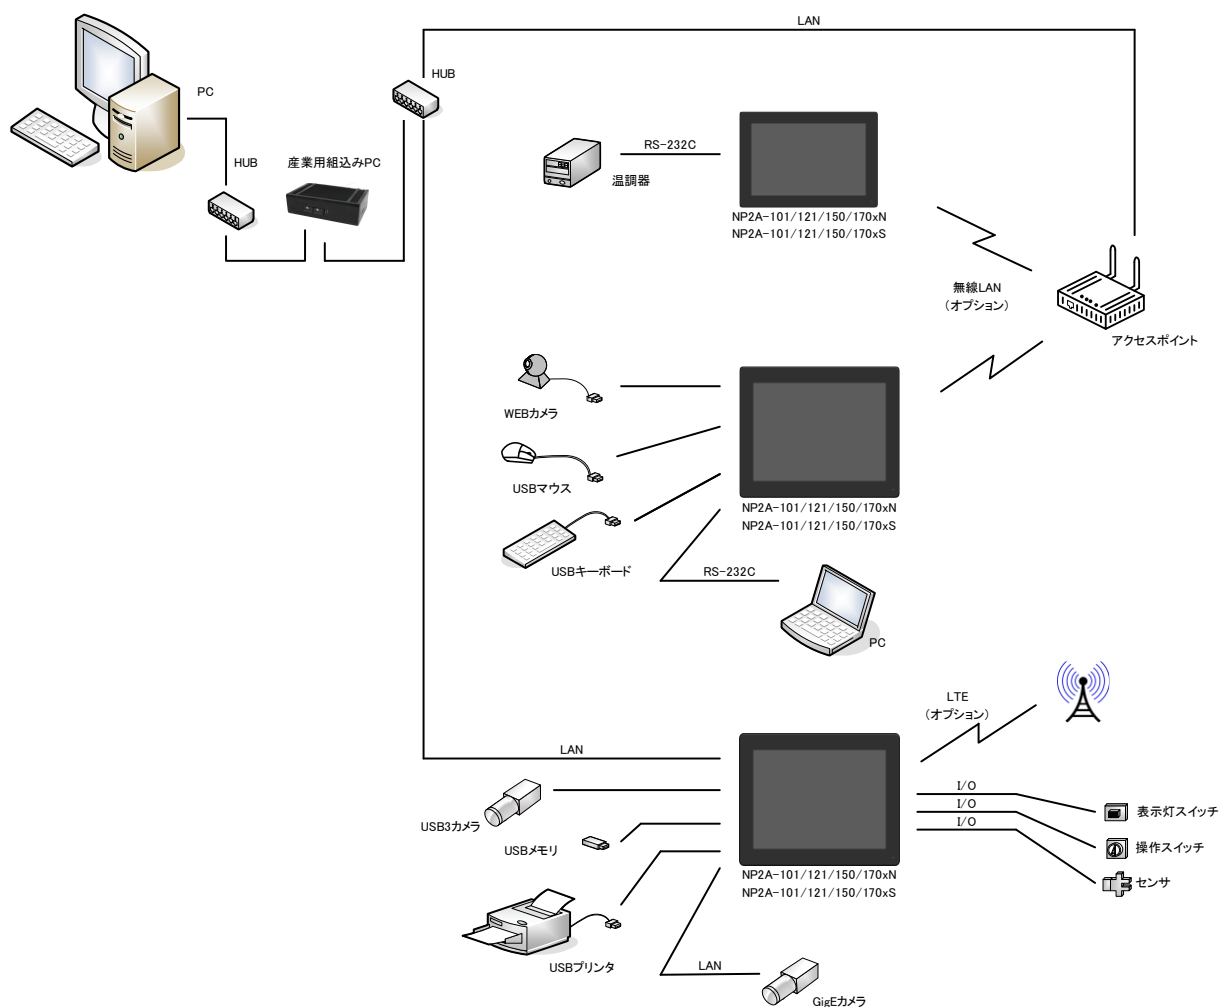 LAN
HUB
PC
HUB
産業用組込みPC
RS-232C
温調器
NP2A-101/121/150/170xN
NP2A-101/121/150/170xS
無線LAN
(オプション)
アクセスポイント
WEBカメラ
USBマウス
NP2A-101/121/150/170xN
NP2A-101/121/150/170xS
USBキーボード
RS-232C
PC
LTE
(オプション)
LAN
I/O
I/O
I/O
表示灯スイッチ
操作スイッチ
センサ
USB3カメラ
USBメモリ
NP2A-101/121/150/170xN
NP2A-101/121/150/170xS
USBプリンタ
LAN
GigEカメラ